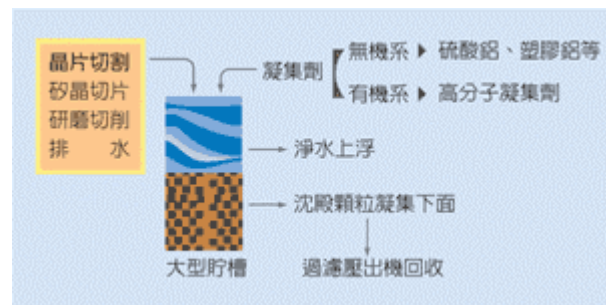 晶片切割
矽晶切片
研磨切削
排 水
凝集劑
無機系 ▶ 硫酸鋁、塑膠鋁等
有機系 ▶ 高分子凝集劑
淨水上浮
沈殿顆粒凝集下面
大型貯槽
過濾壓出機回收